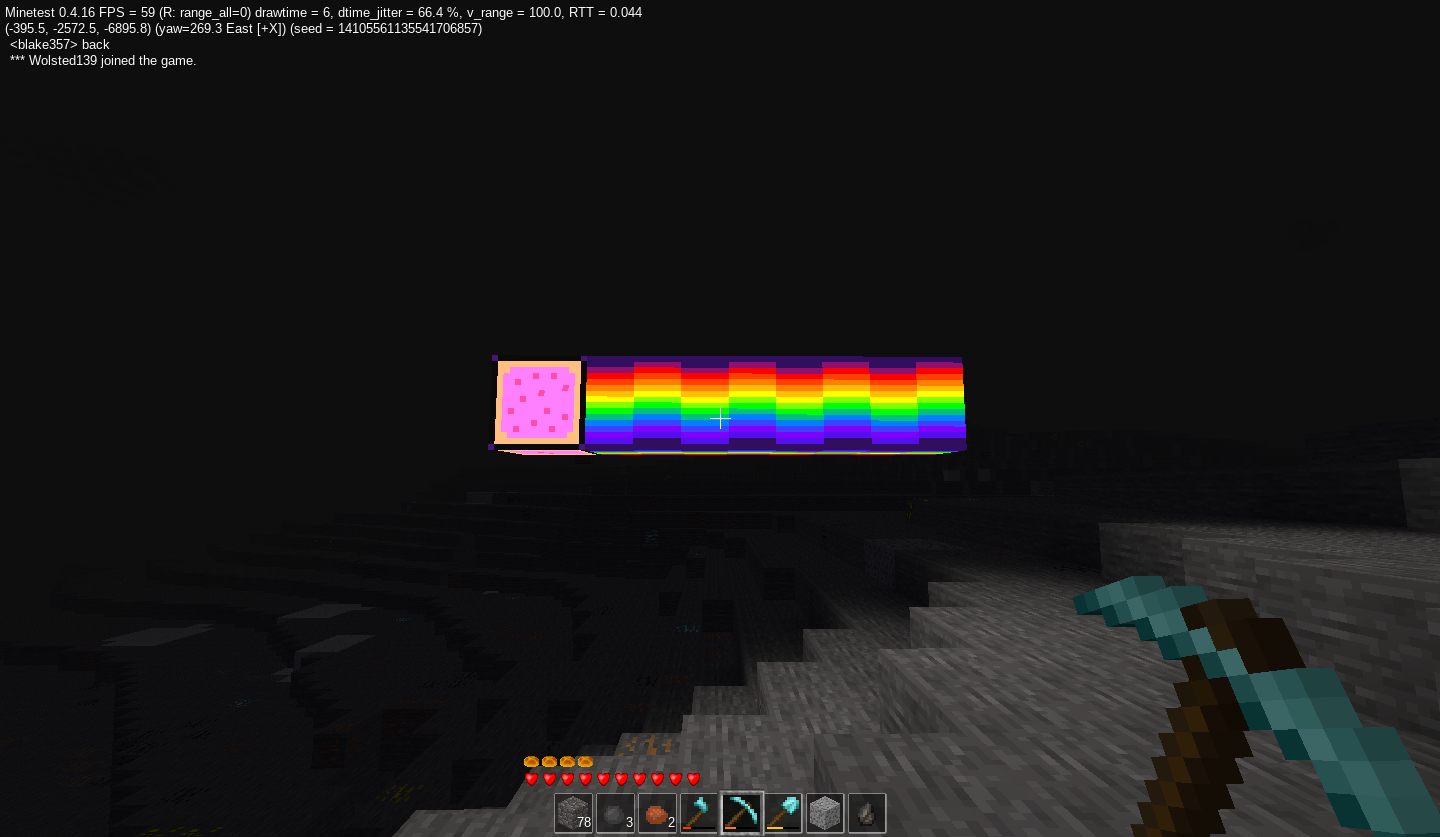 Minetest 0.4.16 FPS = 59 (R: range_all=0) drawtime = 6, dtime_jitter = 66.4 %, v_range = 100.0, RTT = 0.044
(-395.5, -2572.5, -6895.8) (yaw=269.3 East [+X]) (seed = 14105561135541706857)
<blake357> back
*** Wolsted139 joined the game.
78 3 2